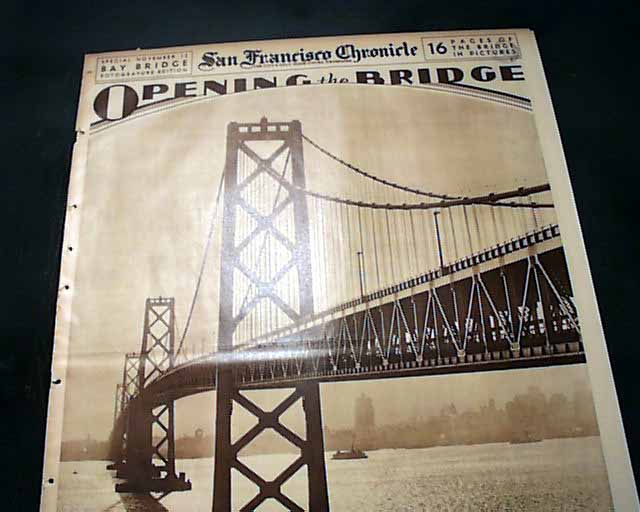 SPECIAL NOVEMBER 12
BAY BRIDGE
ROTOGRAVURE EDITION
San Francisco Chronicle
16 PAGES OF
THE BRIDGE
IN PICTURES
OPENING the BRIDGE